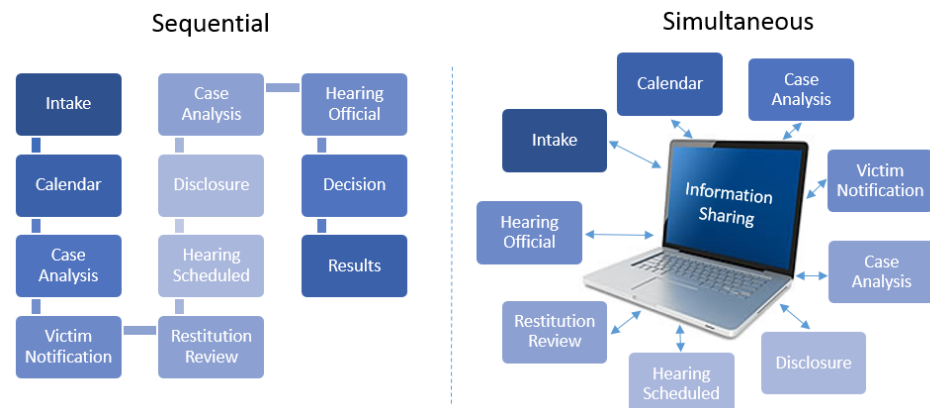 Sequential
Intake
Calendar
Case
Analysis
Victim
Notification
Restitution
Review
Hearing
Scheduled
Disclosure
Case
Analysis
Hearing
Official
Decision
Results
Simultaneous
Intake
Calendar
Case
Analysis
Victim
Notification
Case
Analysis
Disclosure
Hearing
Scheduled
Restitution
Review
Hearing
Official
Information
Sharing